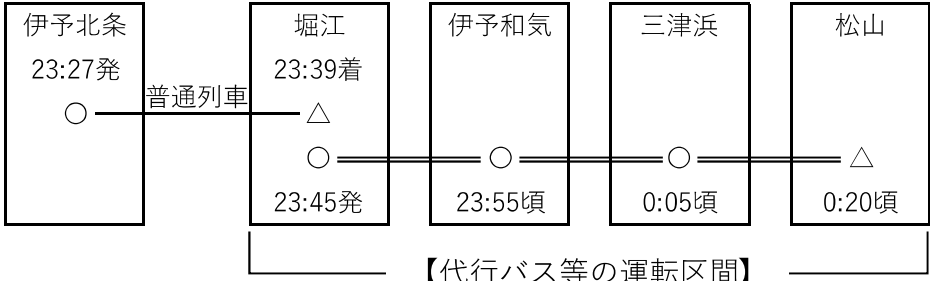 伊予北条
23:27発
普通列車
堀江
23:39着
23:45発
伊予和気
23:55頃
三津浜
0:05頃
松山
0:20頃
【代行バス等の運転区間】